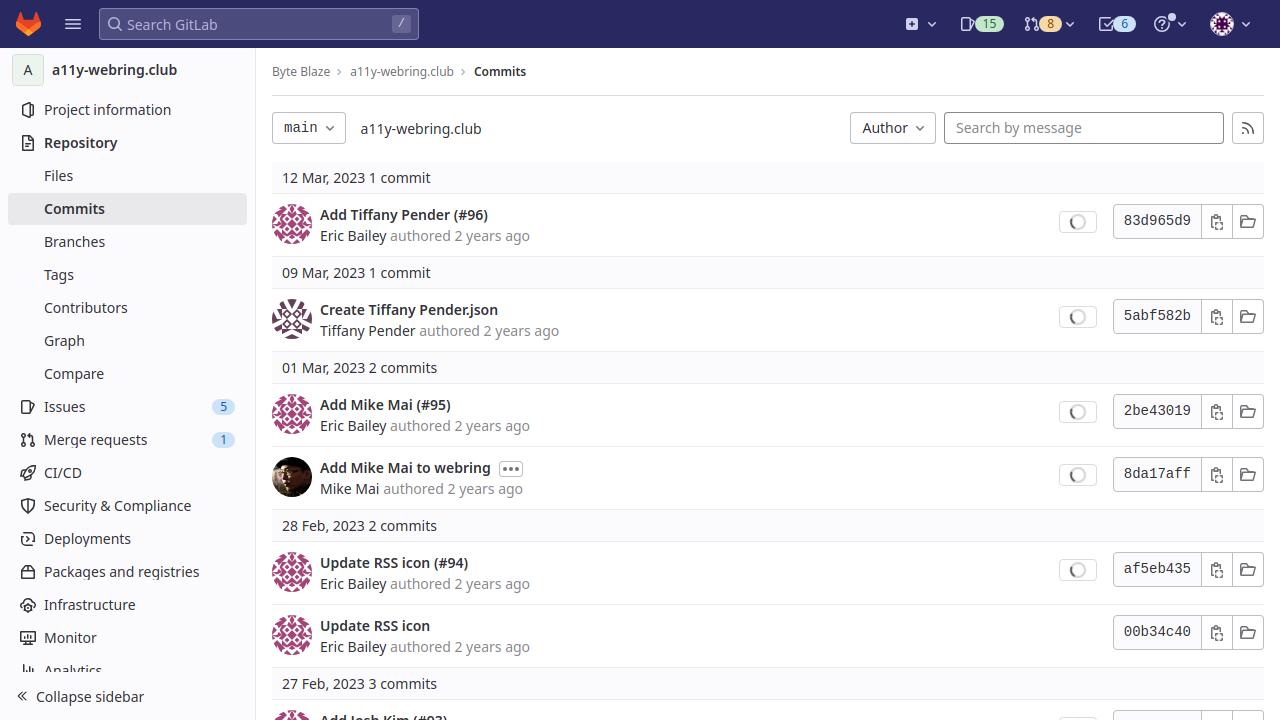 Search GitLab
/
15
8
6
A
a11y-webring.club
Project information
Repository
Files
Commits
Branches
Tags
Contributors
Graph
Compare
Issues
5
Merge requests
1
CI/CD
Security & Compliance
Deployments
Packages and registries
Infrastructure
Monitor
Analytics
Collapse sidebar
Byte Blaze
a11y-webring.club
Commits
main
a11y-webring.club
Author
Search by message
12 Mar, 2023 1 commit
Add Tiffany Pender (#96)
Eric Bailey authored 2 years ago
83d965d9
09 Mar, 2023 1 commit
Create Tiffany Pender.json
Tiffany Pender authored 2 years ago
5abf582b
01 Mar, 2023 2 commits
Add Mike Mai (#95)
Eric Bailey authored 2 years ago
2be43019
Add Mike Mai to webring
Mike Mai authored 2 years ago
8da17aff
28 Feb, 2023 2 commits
Update RSS icon (#94)
Eric Bailey authored 2 years ago
af5eb435
Update RSS icon
Eric Bailey authored 2 years ago
00b34c40
27 Feb, 2023 3 commits
Add Josh Kim (#93)